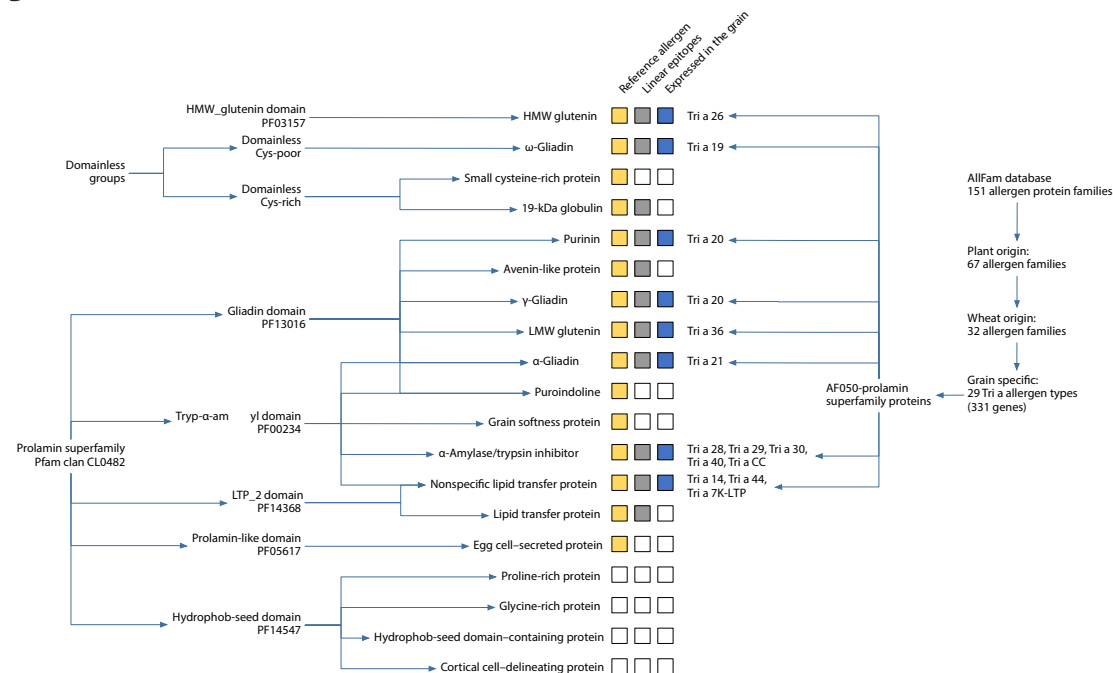 Reference allergen
Linear epitopes
Expressed in the grain
HMW_glutenin domain
PF03157
HMW glutenin
Tri a 26
Domainless
groups
Domainless
Cys-poor
ω-Gliadin
Tri a 19
Domainless
Cys-rich
Small cysteine-rich protein
19-kDa globulin
AllFam database
151 allergen protein families
Plant origin:
67 allergen families
Wheat origin:
32 allergen families
Grain specific:
29 Tri a allergen types
(331 genes)
AF050-prolamin
superfamily proteins
Purinin
Tri a 20
Avenin-like protein
Gliadin domain
PF13016
γ-Gliadin
Tri a 20
LMW glutenin
Tri a 36
α-Gliadin
Tri a 21
Puroindoline
Tryp-α-am
yl domain
PF00234
Grain softness protein
Prolamin superfamily
Pfam clan CL0482
α-Amylase/trypsin inhibitor
Tri a 28, Tri a 29, Tri a 30,
Tri a 40, Tri a CC
Nonspecific lipid transfer protein
Tri a 14, Tri a 44,
Tri a 7K-LTP
LTP_2 domain
PF14368
Lipid transfer protein
Prolamin-like domain
PF05617
Egg cell–secreted protein
Proline-rich protein
Glycine-rich protein
Hydrophob-seed domain
PF14547
Hydrophob-seed domain–containing protein
Cortical cell–delineating protein